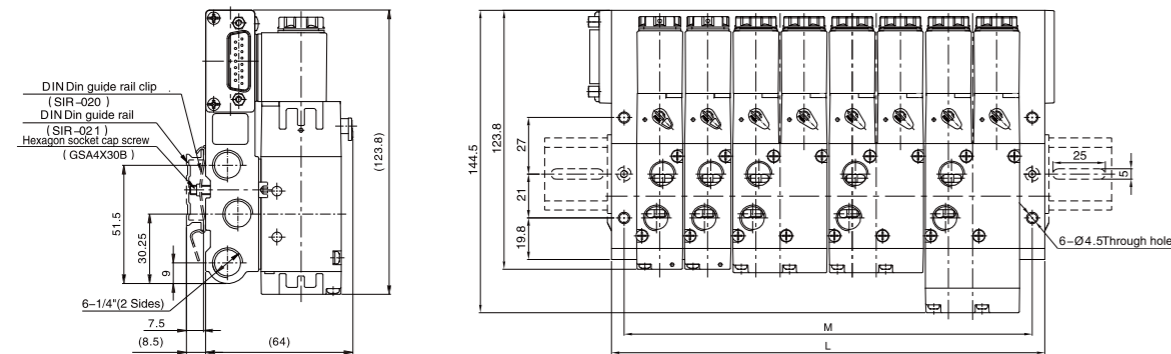 DIN Din guide rail clip
(SIR-020)
DIN Din guide rail
(SIR-021)
Hexagon socket cap screw
(GSA4X30B)
51.5
30.25
9
6-1/4"(2 Sides)
7.5
(8.5)
(64)
(123.8)
144.5
123.8
27
21
19.8
25
5
6-Ø4.5Through hole
M
L